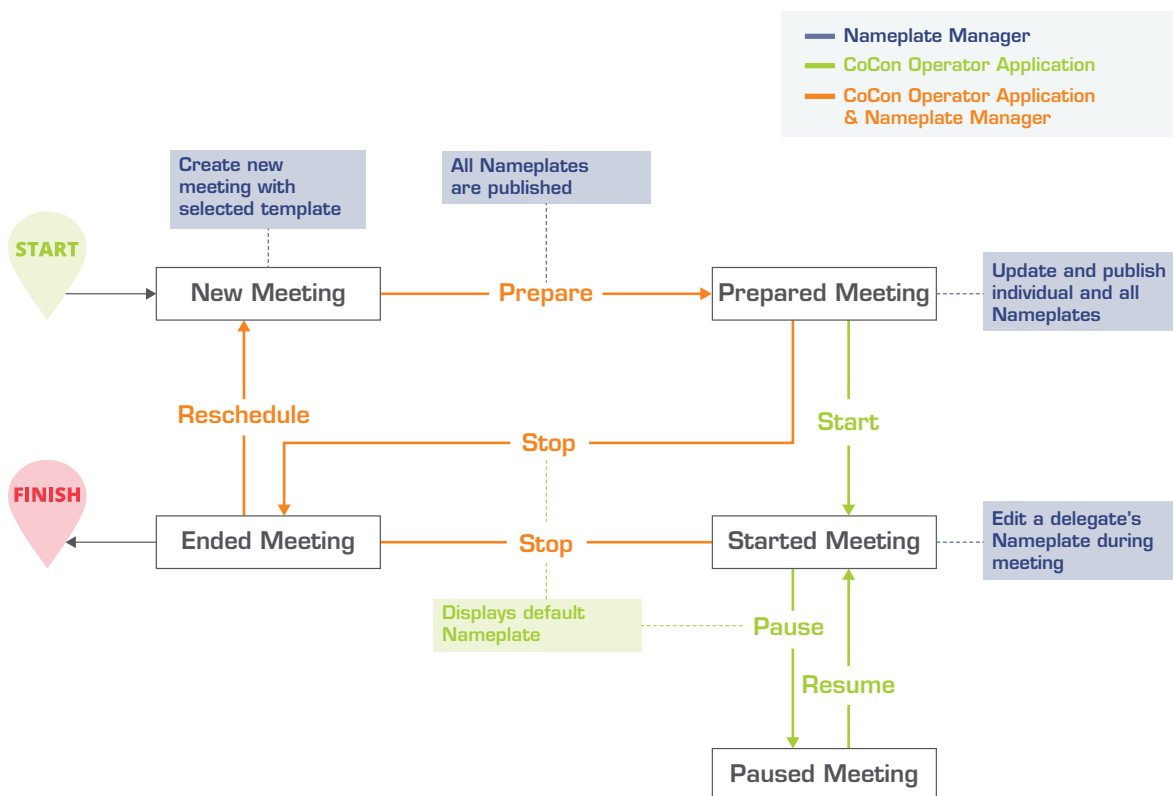 Nameplate Manager
CoCon Operator Application
CoCon Operator Application
& Nameplate Manager
Create new
meeting with
selected template
All Nameplates
are published
START
New Meeting
Prepare
Prepared Meeting
Update and publish
individual and all
Nameplates
Reschedule
Start
Stop
FINISH
Ended Meeting
Stop
Started Meeting
Edit a delegate's
Nameplate during
meeting
Displays default
Nameplate
Pause
Resume
Paused Meeting